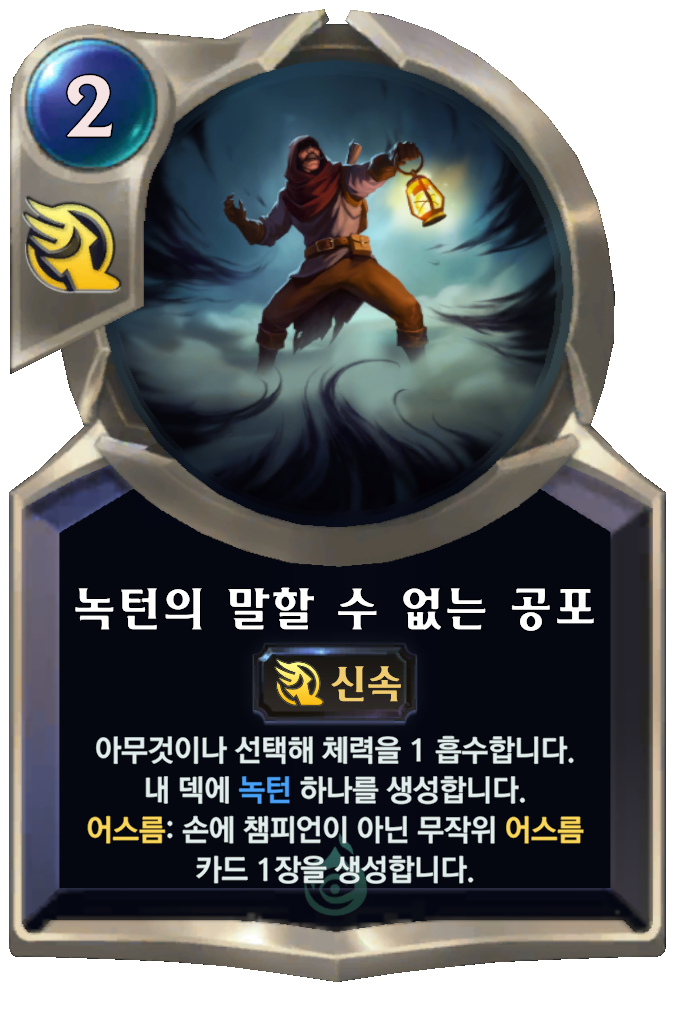 2
녹턴의 말할 수 없는 공포
신속
아무것이나 선택해 체력을 1 흡수합니다.
내 덱에 녹턴 하나를 생성합니다.
어스름: 손에 챔피언이 아닌 무작위 어스름
카드 1장을 생성합니다.